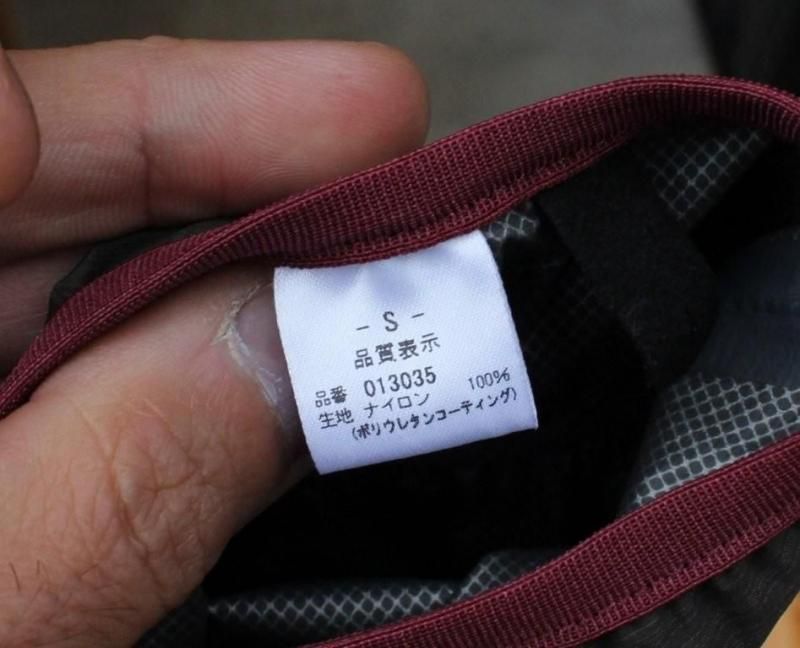 - S -
品質表示
品番 013035
生地 ナイロン 100%
(ポリウレタンコーティング)